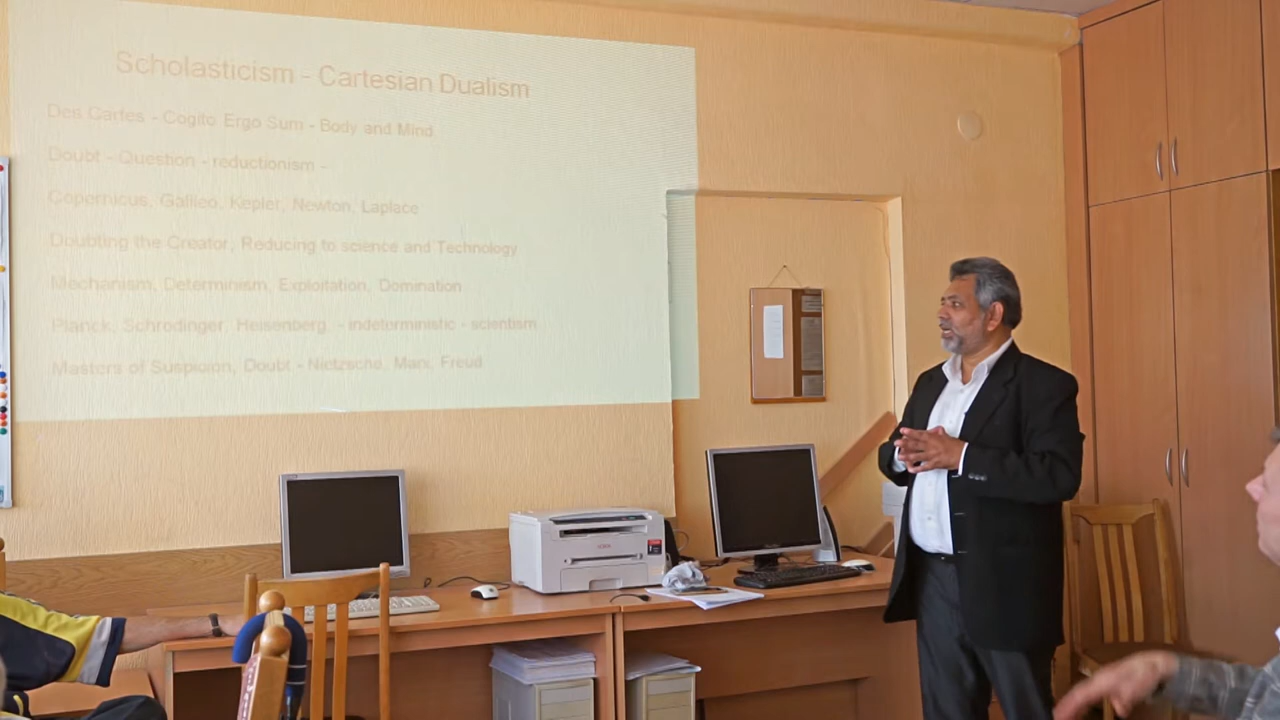 Scholasticism - Cartesian Dualism
Des Cartes - Cogito Ergo Sum - Body and Mind
Doubt - Question - reductionism -
Copernicus, Galileo, Kepler, Newton, Laplace
Doubting the Creator, Reducing to science and Technology
Mechanism, Determinism, Exploitation, Domination
Planck, Schrodinger, Heisenberg, - indeterministic - scientism
Masters of Suspicion, Doubt - Nietzsche, Marx, Freud